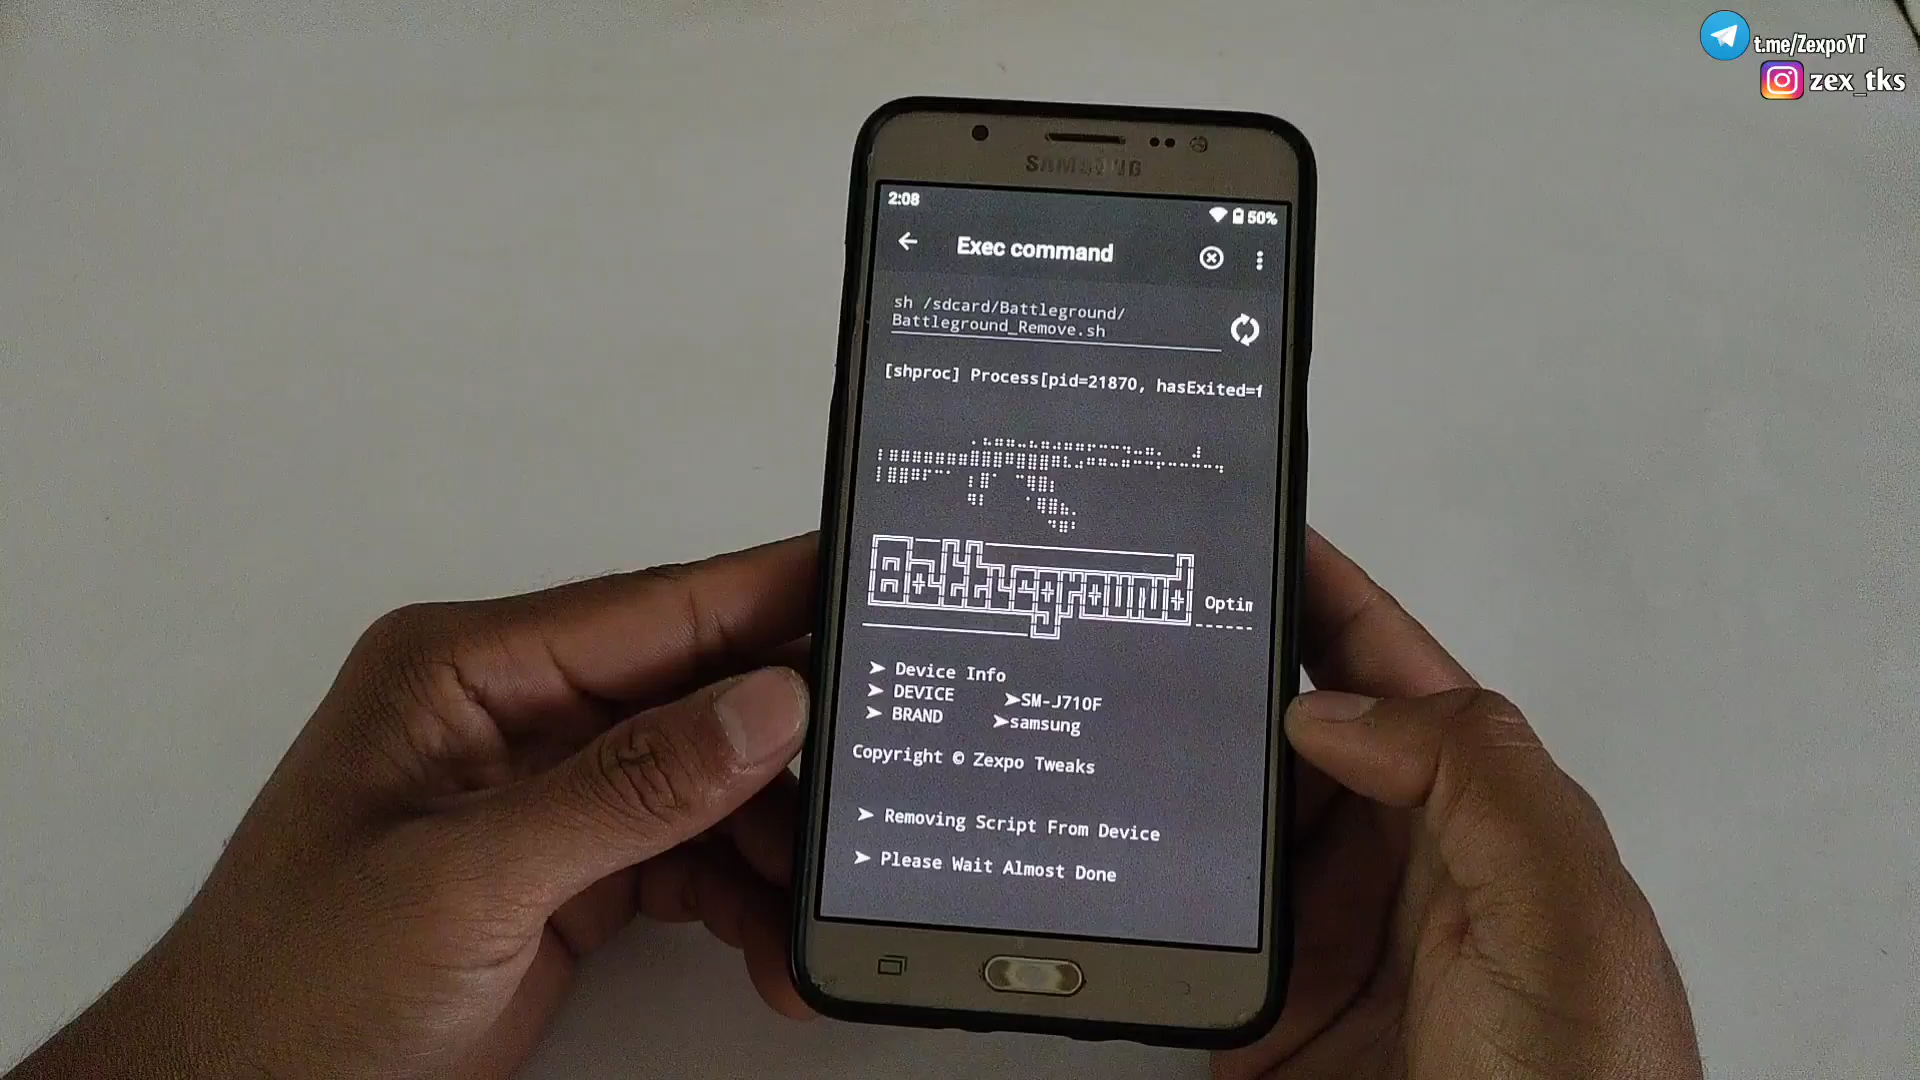 t.me/ZexpoYT
zex_tks
SAMSUNG
2:08
50%
Exec command
sh /sdcard/Battleground/
Battleground_Remove.sh
[shproc] Process[pid=21870, hasExited=f
Battleground Optim
------
➤ Device Info
➤ DEVICE ➤SM-J710F
➤ BRAND ➤samsung
Copyright © Zexpo Tweaks
➤ Removing Script From Device
➤ Please Wait Almost Done